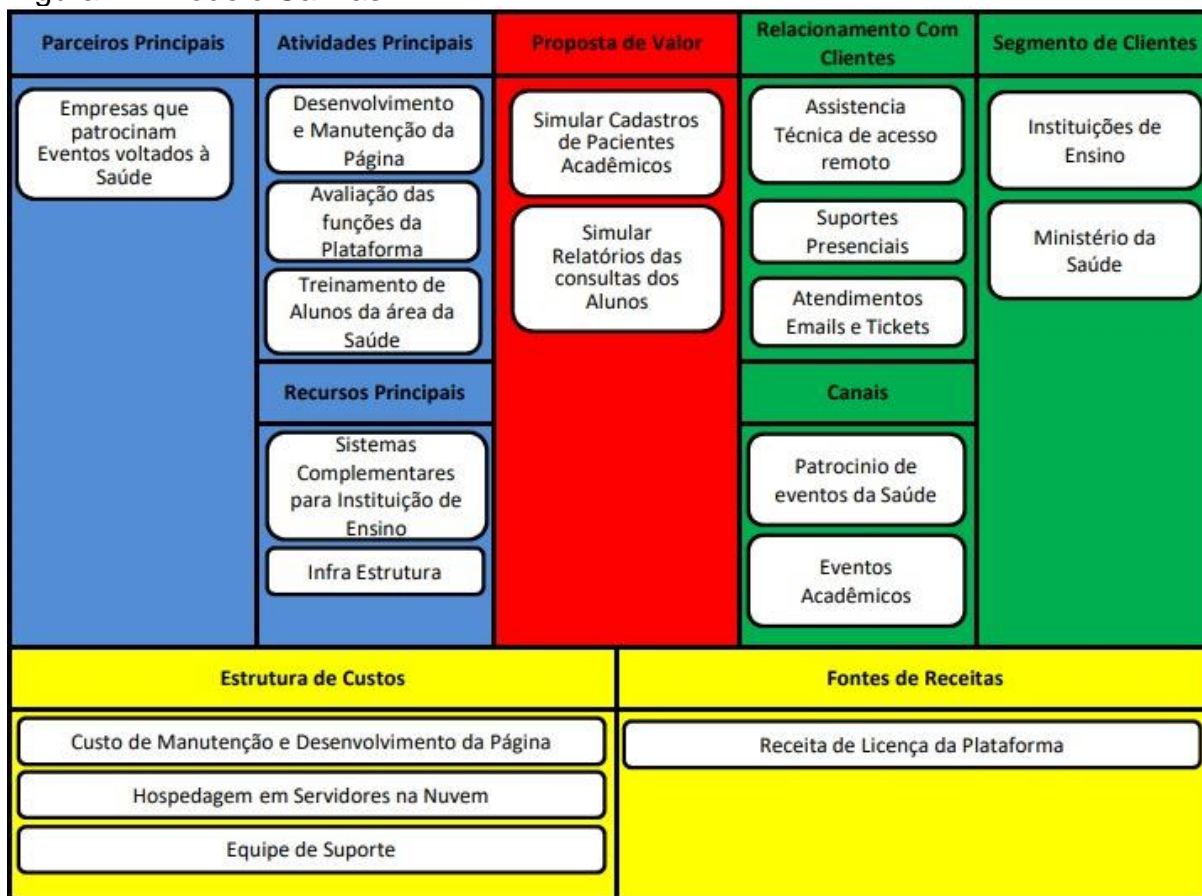 Parceiros Principais
Empresas que
patrocinam
Eventos voltados à
Saúde
Atividades Principais
Desenvolvimento
e Manutenção da
Página
Avaliação das
funções da
Plataforma
Treinamento de
Alunos da área da
Saúde
Recursos Principais
Sistemas
Complementares
para Instituição de
Ensino
Infra Estrutura
Proposta de Valor
Simular Cadastros
de Pacientes
Acadêmicos
Simular
Relatórios das
consultas dos
Alunos
Relacionamento Com
Clientes
Assistencia
Técnica de acesso
remoto
Suportes
Presenciais
Atendimentos
Emails e Tickets
Canais
Patrocinio de
eventos da Saúde
Eventos
Acadêmicos
Segmento de Clientes
Instituições de
Ensino
Ministério da
Saúde
Estrutura de Custos
Custo de Manutenção e Desenvolvimento da Página
Hospedagem em Servidores na Nuvem
Equipe de Suporte
Fontes de Receitas
Receita de Licença da Plataforma